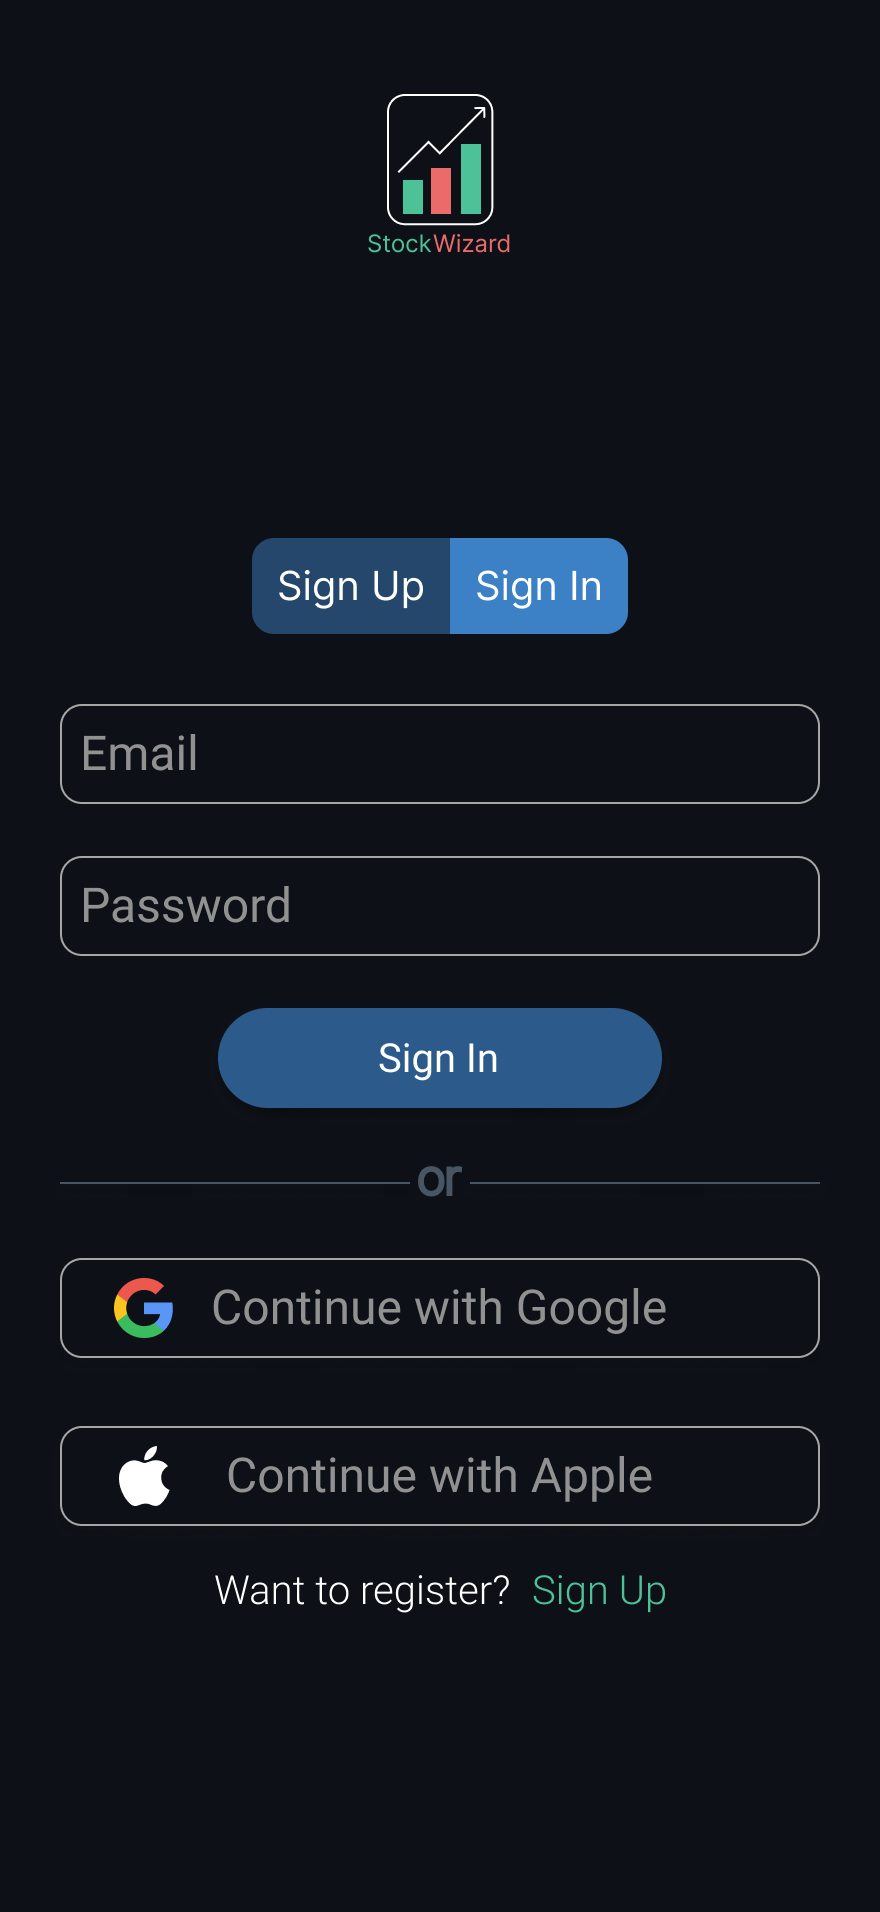 StockWizard
Sign Up Sign In
Email
Password
Sign In
or
Continue with Google
Continue with Apple
Want to register? Sign Up